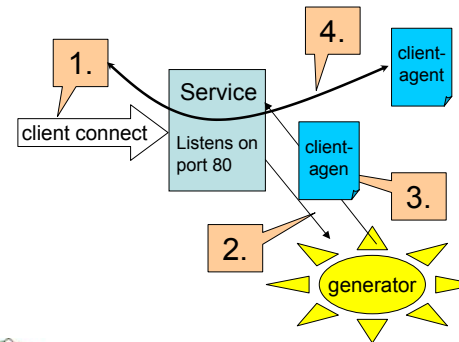 1.
client connect
Service
Listens on
port 80
4.
client-
agent
client-
agen
3.
2.
generator